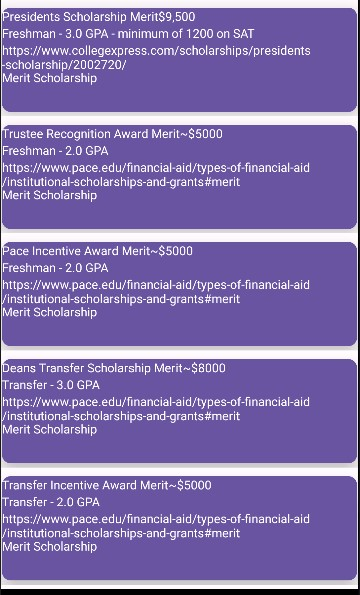 Presidents Scholarship Merit$9,500
Freshman - 3.0 GPA - minimum of 1200 on SAT
https://www.collegexpress.com/scholarships/presidents
-scholarship/2002720/
Merit Scholarship
Trustee Recognition Award Merit~$5000
Freshman - 2.0 GPA
https://www.pace.edu/financial-aid/types-of-financial-aid
/institutional-scholarships-and-grants#merit
Merit Scholarship
Pace Incentive Award Merit~$5000
Freshman - 2.0 GPA
https://www.pace.edu/financial-aid/types-of-financial-aid
/institutional-scholarships-and-grants#merit
Merit Scholarship
Deans Transfer Scholarship Merit~$8000
Transfer - 3.0 GPA
https://www.pace.edu/financial-aid/types-of-financial-aid
/institutional-scholarships-and-grants#merit
Merit Scholarship
Transfer Incentive Award Merit~$5000
Transfer - 2.0 GPA
https://www.pace.edu/financial-aid/types-of-financial-aid
/institutional-scholarships-and-grants#merit
Merit Scholarship